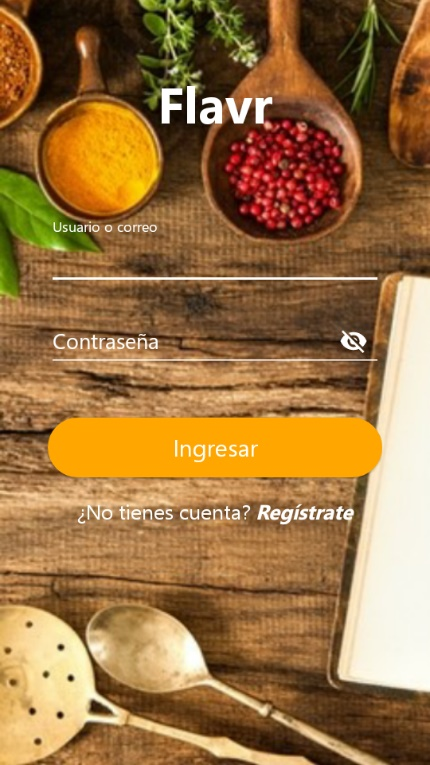 Flavr
Usuario o correo
Contraseña
Ingresar
¿No tienes cuenta? Regístrate